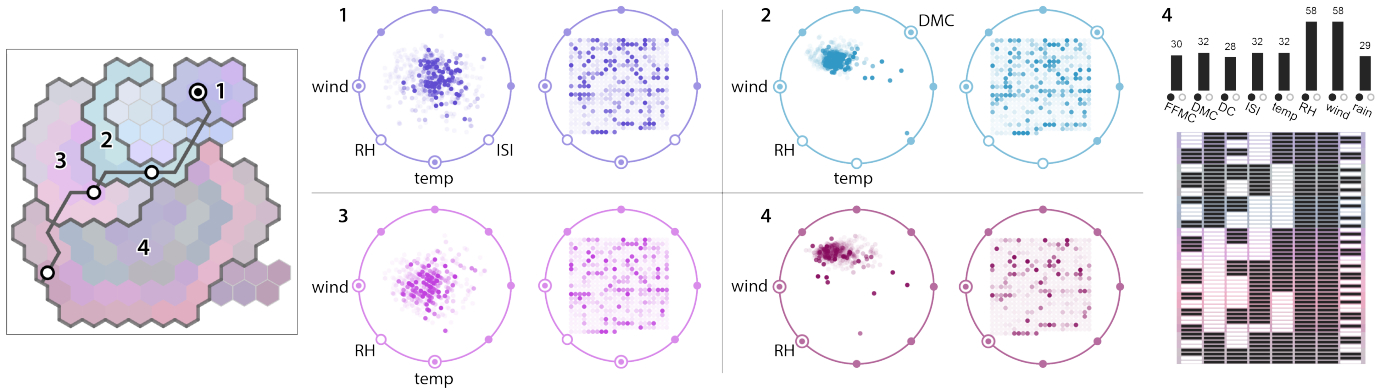 1
2
3
4
1
wind
RH
ISI
temp
2
DMC
wind
RH
temp
3
wind
RH
temp
4
wind
RH
4
58 58
30 32 28 32 32 29
FFMC DMC DC ISI temp RH wind rain